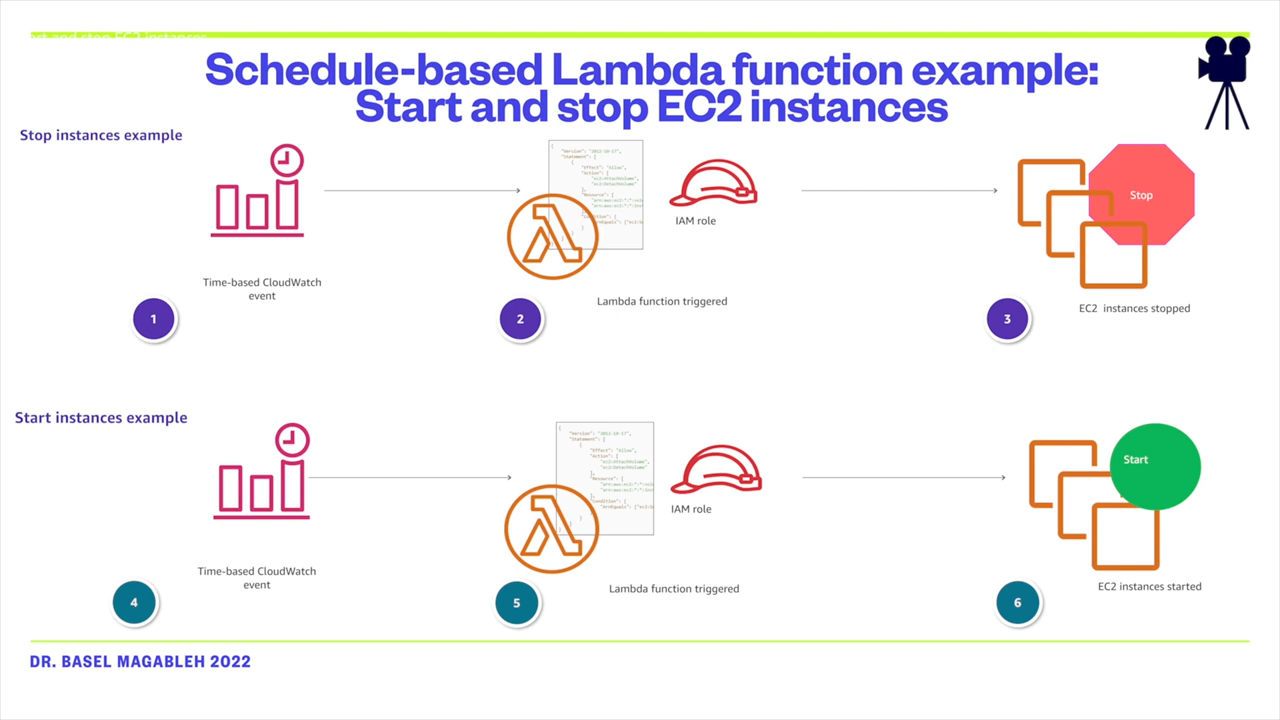 Schedule-based Lambda function example:
Start and stop EC2 instances
Stop instances example
Stop
IAM role
Time-based CloudWatch
event
Lambda function triggered
EC2 instances stopped
1
2
3
Start instances example
Start
IAM role
Time-based CloudWatch
event
Lambda function triggered
EC2 instances started
4
5
6
DR. BASEL MAGABLEH 2022